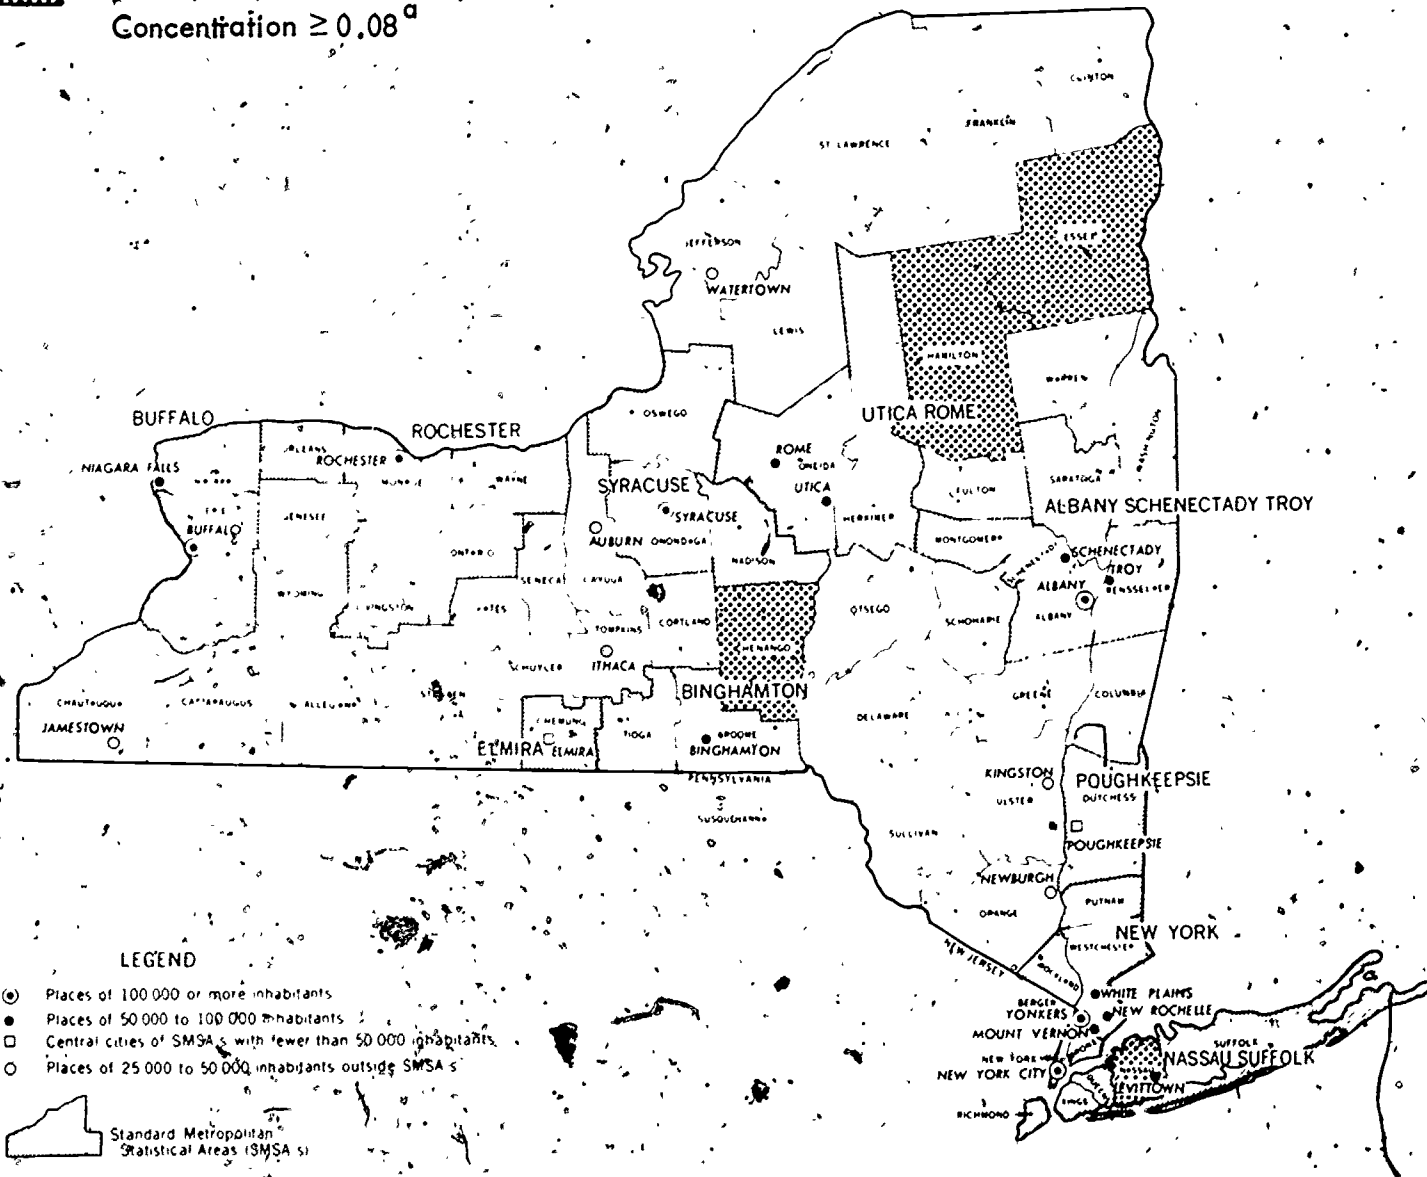 Concentration ≥ 0.08 a
CLINTON
FRANKLIN
ST LAWRENCE
ESSEX
JEFFERSON
WATERTOWN
LEWIS
HAMILTON
WARREN
WASHINGTON
OSWEGO
UTICA ROME
BUFFALO
ROCHESTER
ROME
ONEIDA
NIAGARA FALLS
ROCHESTER
MONROE
WAYNE
SYRACUSE
UTICA
FULTON
SARATOGA
ALBANY SCHENECTADY TROY
ERIE
BUFFALO
GENESEE
SYRACUSE
HERKIMER
AUBURN
ONONDAGA
MONTGOMERY
SCHENECTADY
SCHENECTADY
TROY
ONTARIO
MADISON
SENECA
CAYUGA
ALBANY
RENSSELAER
WYOMING
LIVINGSTON
YATES
OTSEGO
ALBANY
SCHOHARIE
TOMPKINS
CORTLAND
CHENANGO
SCHUYLER
ITHACA
BINGHAMTON
GREENE
COLUMBIA
CHAUTAUQUA
CATTARAUGUS
ALLEGANY
STEUBEN
DELAWARE
JAMESTOWN
CHEMUNG
TIOGA
BROOME
ELMIRA
ELMIRA
BINGHAMTON
PENNSYLVANIA
SUSQUEHANNA
KINGSTON
POUGHKEEPSIE
ULSTER
DUTCHESS
SULLIVAN
POUGHKEEPSIE
NEWBURGH
PUTNAM
ORANGE
NEW YORK
WESTCHESTER
NEW JERSEY
ROCKLAND
WHITE PLAINS
BERGER
YONKERS
NEW ROCHELLE
MOUNT VERNON
SUFFOLK
NEW YORK
NASSAU SUFFOLK
NEW YORK CITY
NASSAU
LEVITTOWN
QUEENS
KINGS
RICHMOND
LEGEND
Places of 100 000 or more inhabitants
Places of 50 000 to 100 000 inhabitants
Central cities of SMSA s with fewer than 50 000 inhabitants
Places of 25 000 to 50 000 inhabitants outside SMSA s
Standard Metropolitan
Statistical Areas (SMSA s)